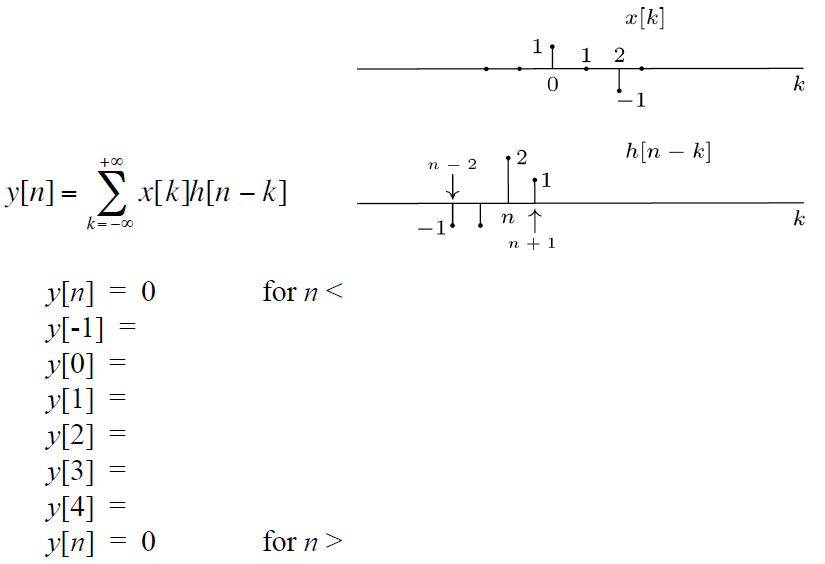 x[k]
1
1 2
0
k
−1
y[n] = +∞ ∑ k=−∞ x[k]h[n − k]
h[n − k]
n − 2
2
1
−1
n
k
n + 1
y[n] = 0 for n <
y[-1] =
y[0] =
y[1] =
y[2] =
y[3] =
y[4] =
y[n] = 0 for n >